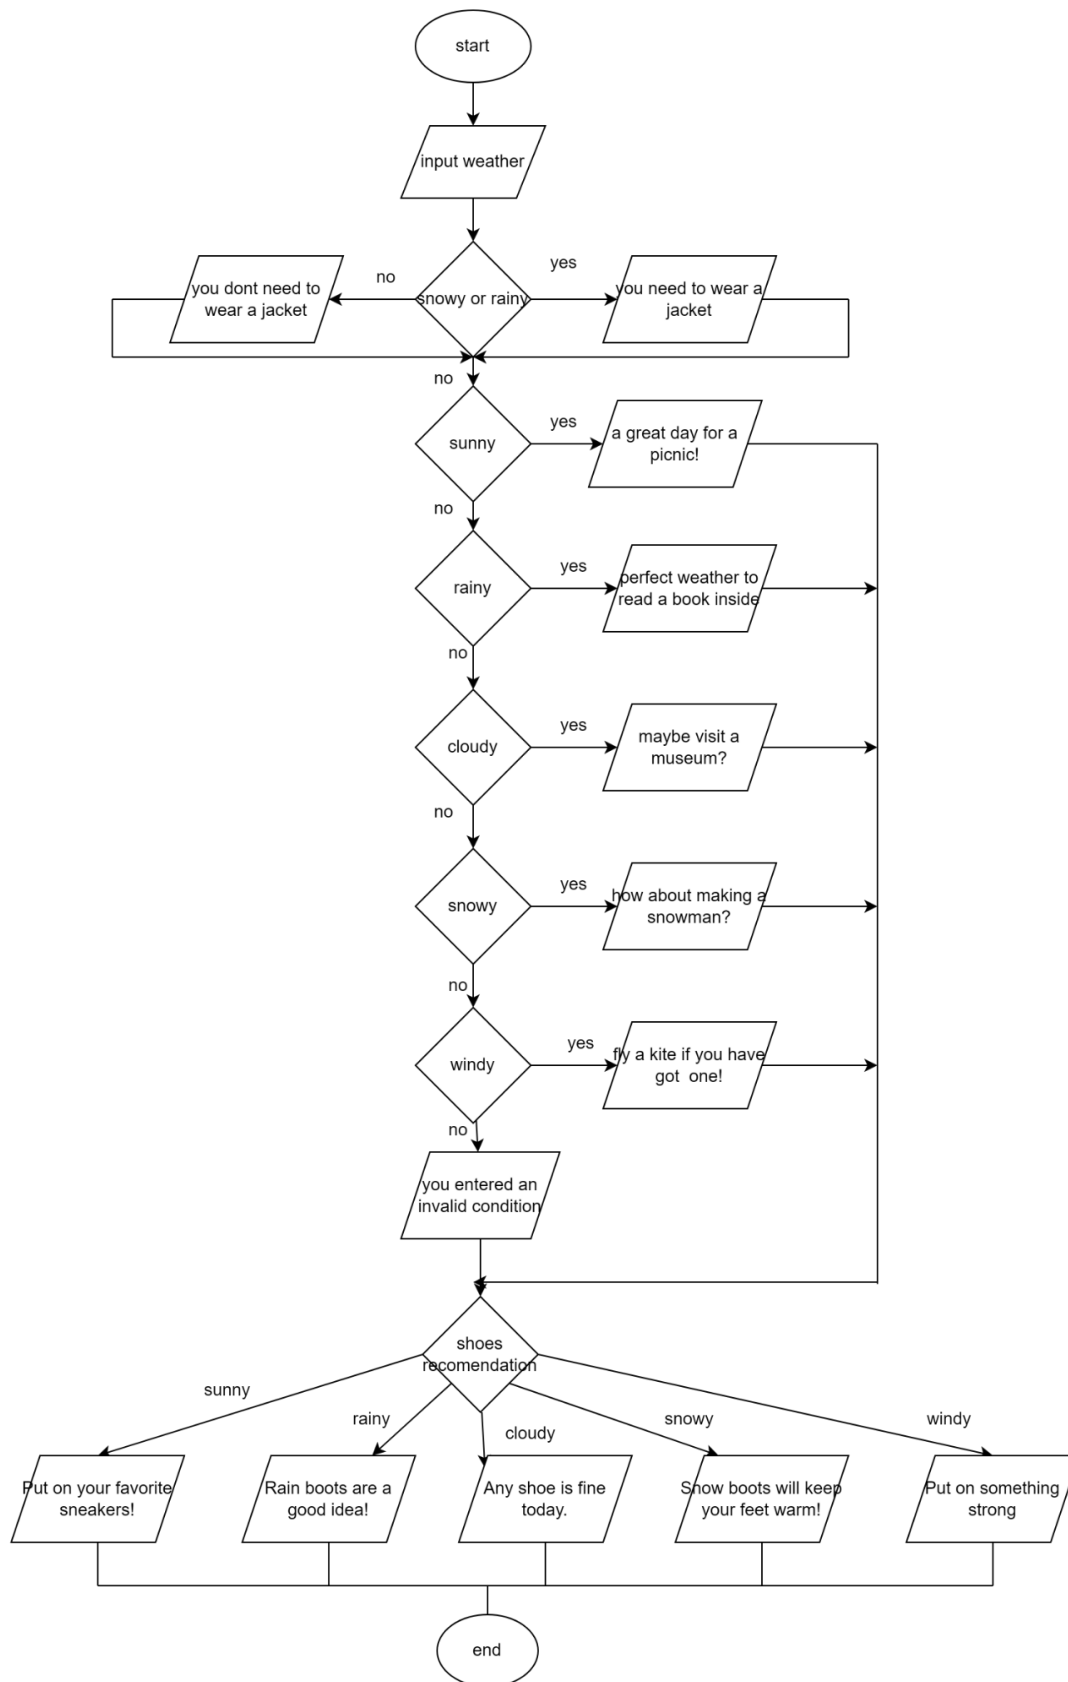 start
input weather
no
yes
you dont need to
wear a jacket
snowy or rainy
you need to wear a
jacket
no
sunny
yes
a great day for a
picnic!
no
rainy
yes
perfect weather to
read a book inside
no
cloudy
yes
maybe visit a
museum?
no
snowy
yes
how about making a
snowman?
no
windy
yes
fly a kite if you have
got one!
no
you entered an
invalid condition
shoes
recomendation
sunny
rainy
cloudy
snowy
windy
Put on your favorite
sneakers!
Rain boots are a
good idea!
Any shoe is fine
today.
Snow boots will keep
your feet warm!
Put on something
strong
end